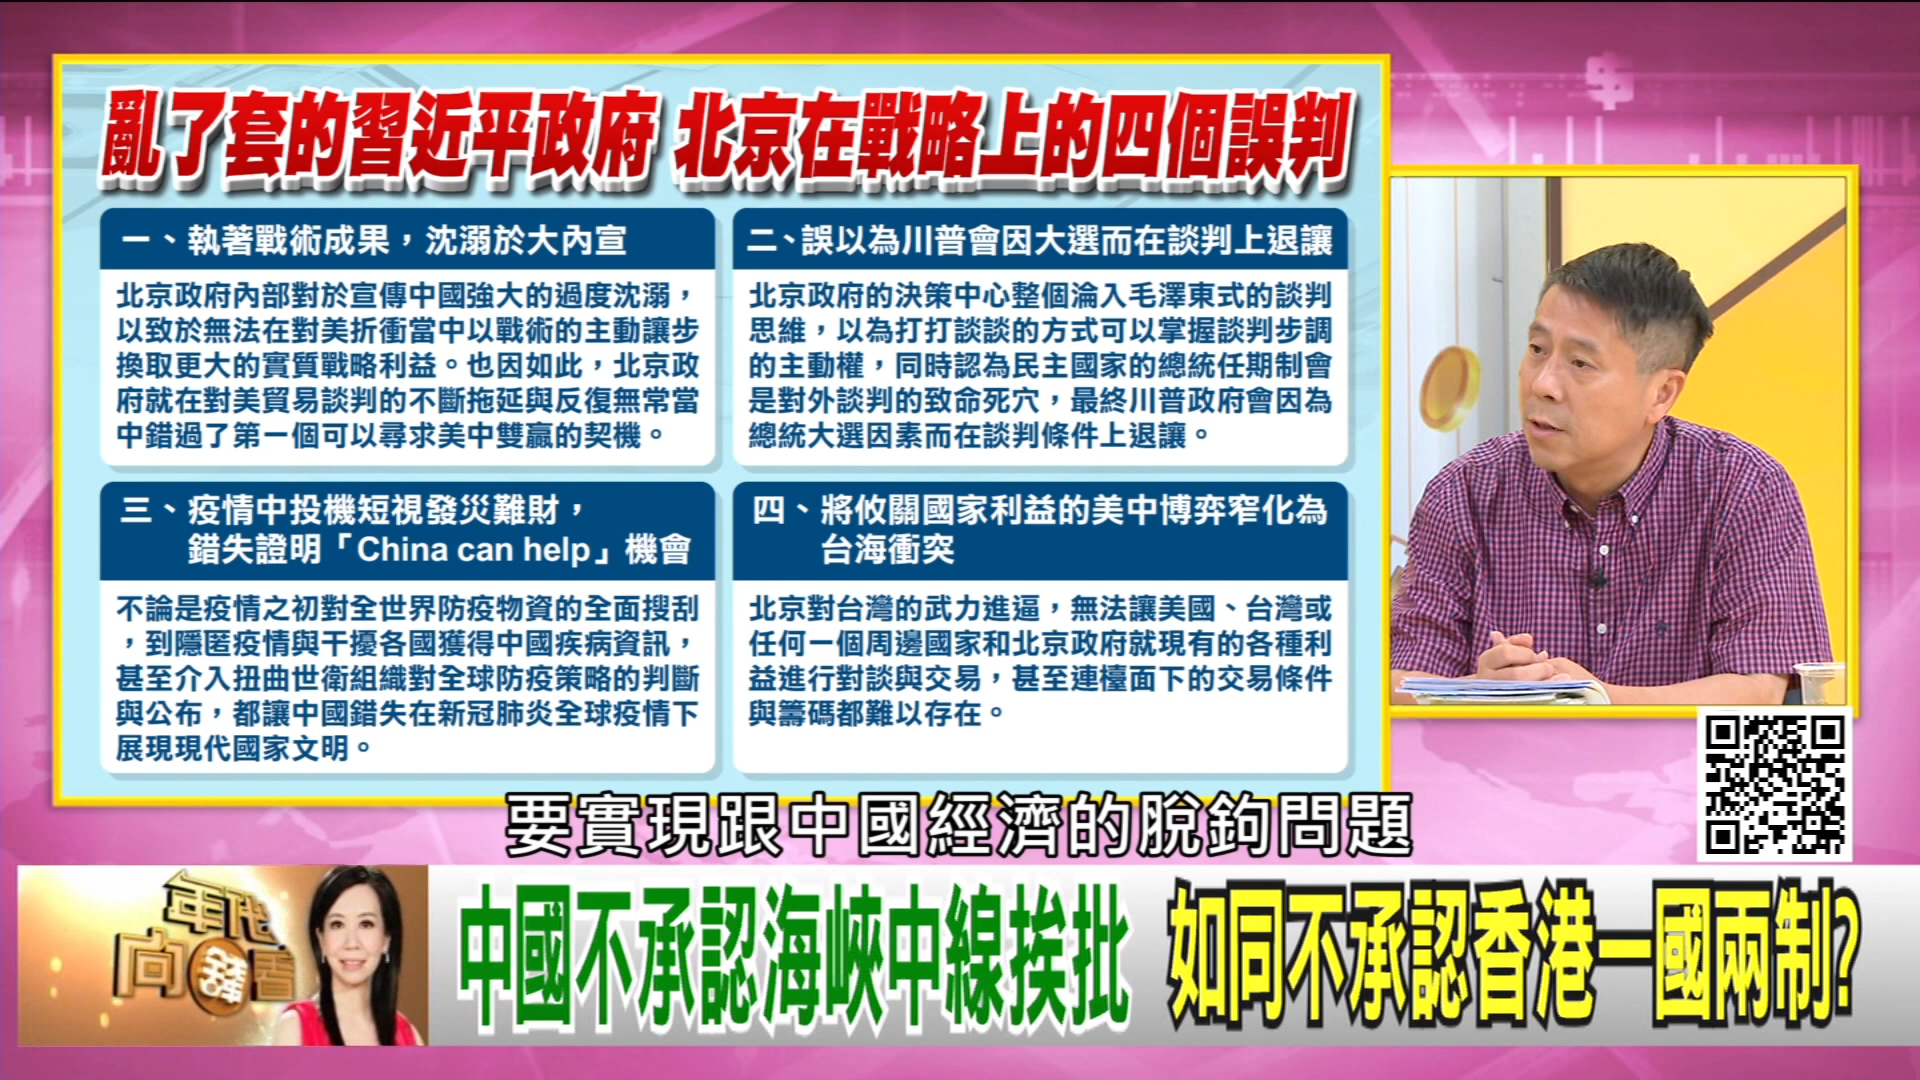 亂了套的習近平政府 北京在戰略上的四個誤判
一、執著戰術成果，沈溺於大內宣
北京政府內部對於宣傳中國強大的過度沈溺，
以致於無法在對美折衝當中以戰術的主動讓步
換取更大的實質戰略利益。也因如此，北京政
府就在對美貿易談判的不斷拖延與反復無常當
中錯過了第一個可以尋求美中雙贏的契機。
二、誤以為川普會因大選而在談判上退讓
北京政府的決策中心整個淪入毛澤東式的談判
思維，以為打打談談的方式可以掌握談判步調
的主動權，同時認為民主國家的總統任期制會
是對外談判的致命死穴，最終川普政府會因為
總統大選因素而在談判條件上退讓。
三、疫情中投機短視發災難財，
錯失證明「China can help」機會
不論是疫情之初對全世界防疫物資的全面搜刮
，到隱匿疫情與干擾各國獲得中國疾病資訊，
甚至介入扭曲世衛組織對全球防疫策略的判斷
與公布，都讓中國錯失在新冠肺炎全球疫情下
展現現代國家文明。
四、將攸關國家利益的美中博弈窄化為
台海衝突
北京對台灣的武力進逼，無法讓美國、台灣或
任何一個周邊國家和北京政府就現有的各種利
益進行對談與交易，甚至連檯面下的交易條件
與籌碼都難以存在。
要實現跟中國經濟的脫鉤問題
年代
向錢看
中國不承認海峽中線挨批 如同不承認香港一國兩制?